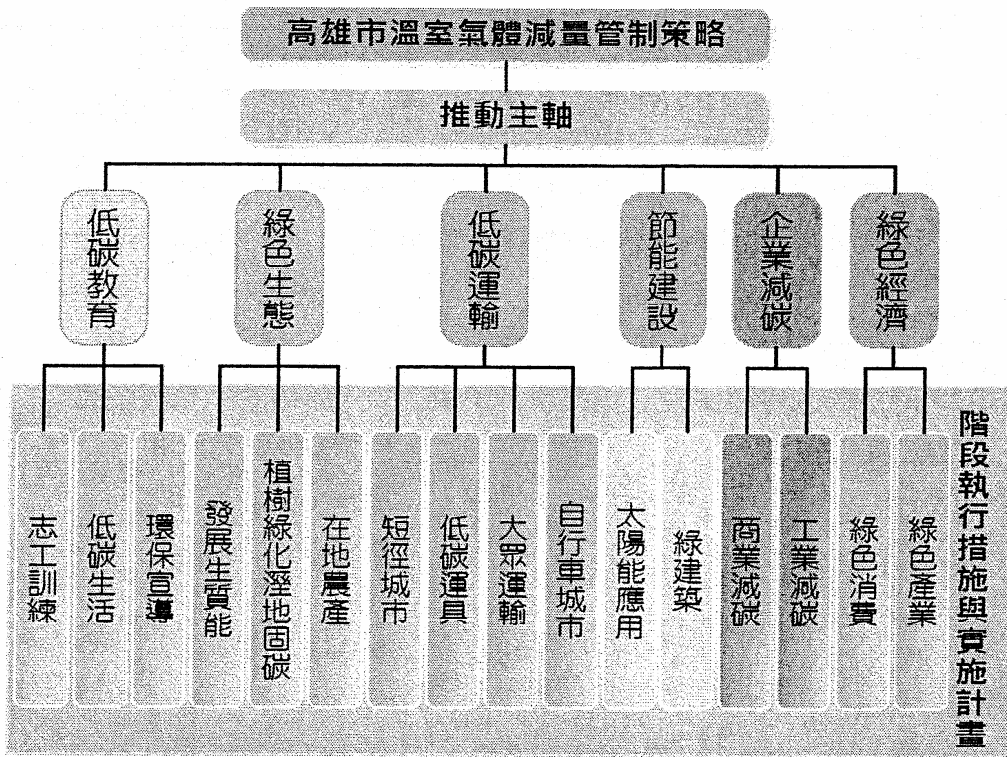 高雄市溫室氣體減量管制策略
推動主軸
低碳教育
綠色生態
低碳運輸
節能建設
企業減碳
綠色經濟
志工訓練
低碳生活
環保宣導
發展生質能
植樹綠化溼地固碳
在地農產
短徑城市
低碳運具
大眾運輸
自行車城市
太陽能應用
綠建築
商業減碳
工業減碳
綠色消費
綠色產業
階段執行措施與實施計畫